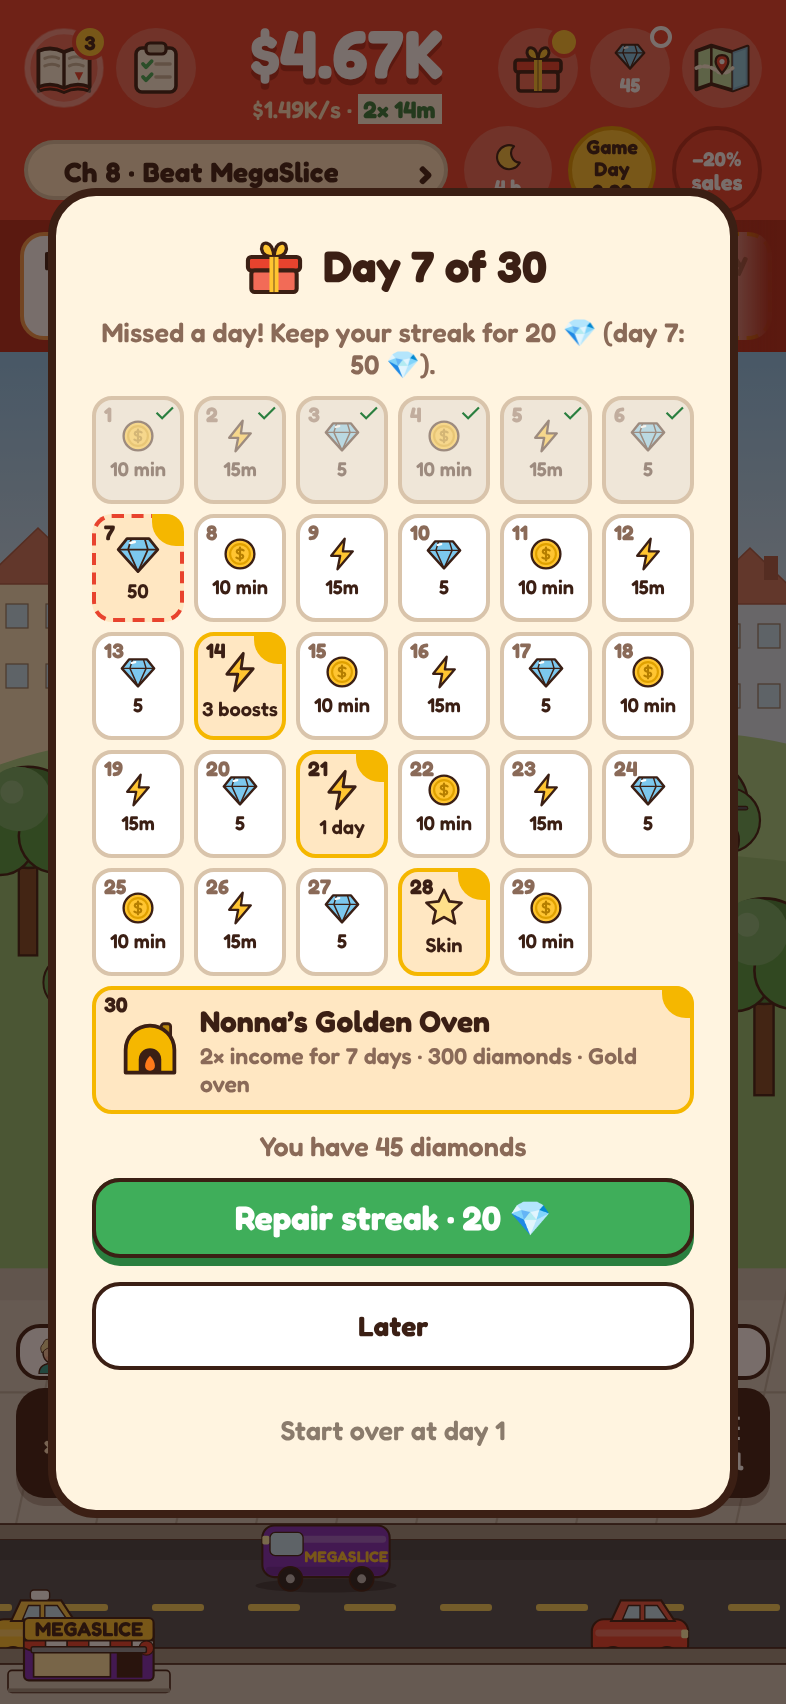 3
$4.67K
45
$1.49K/s · 2× 14m
Ch 8 · Beat MegaSlice ›
4 h
Game
Day
−20%
sales
Day 7 of 30
Missed a day! Keep your streak for 20 💎 (day 7:
50 💎).
1 2 3 4 5 6
10 min 15m 5 10 min 15m 5
7 8 9 10 11 12
50 10 min 15m 5 10 min 15m
13 14 15 16 17 18
5 3 boosts 10 min 15m 5 10 min
19 20 21 22 23 24
15m 5 1 day 10 min 15m 5
25 26 27 28 29
10 min 15m 5 Skin 10 min
30
Nonna’s Golden Oven
2× income for 7 days · 300 diamonds · Gold
oven
You have 45 diamonds
Repair streak · 20 💎
Later
Start over at day 1
MEGASLICE
MEGASLICE